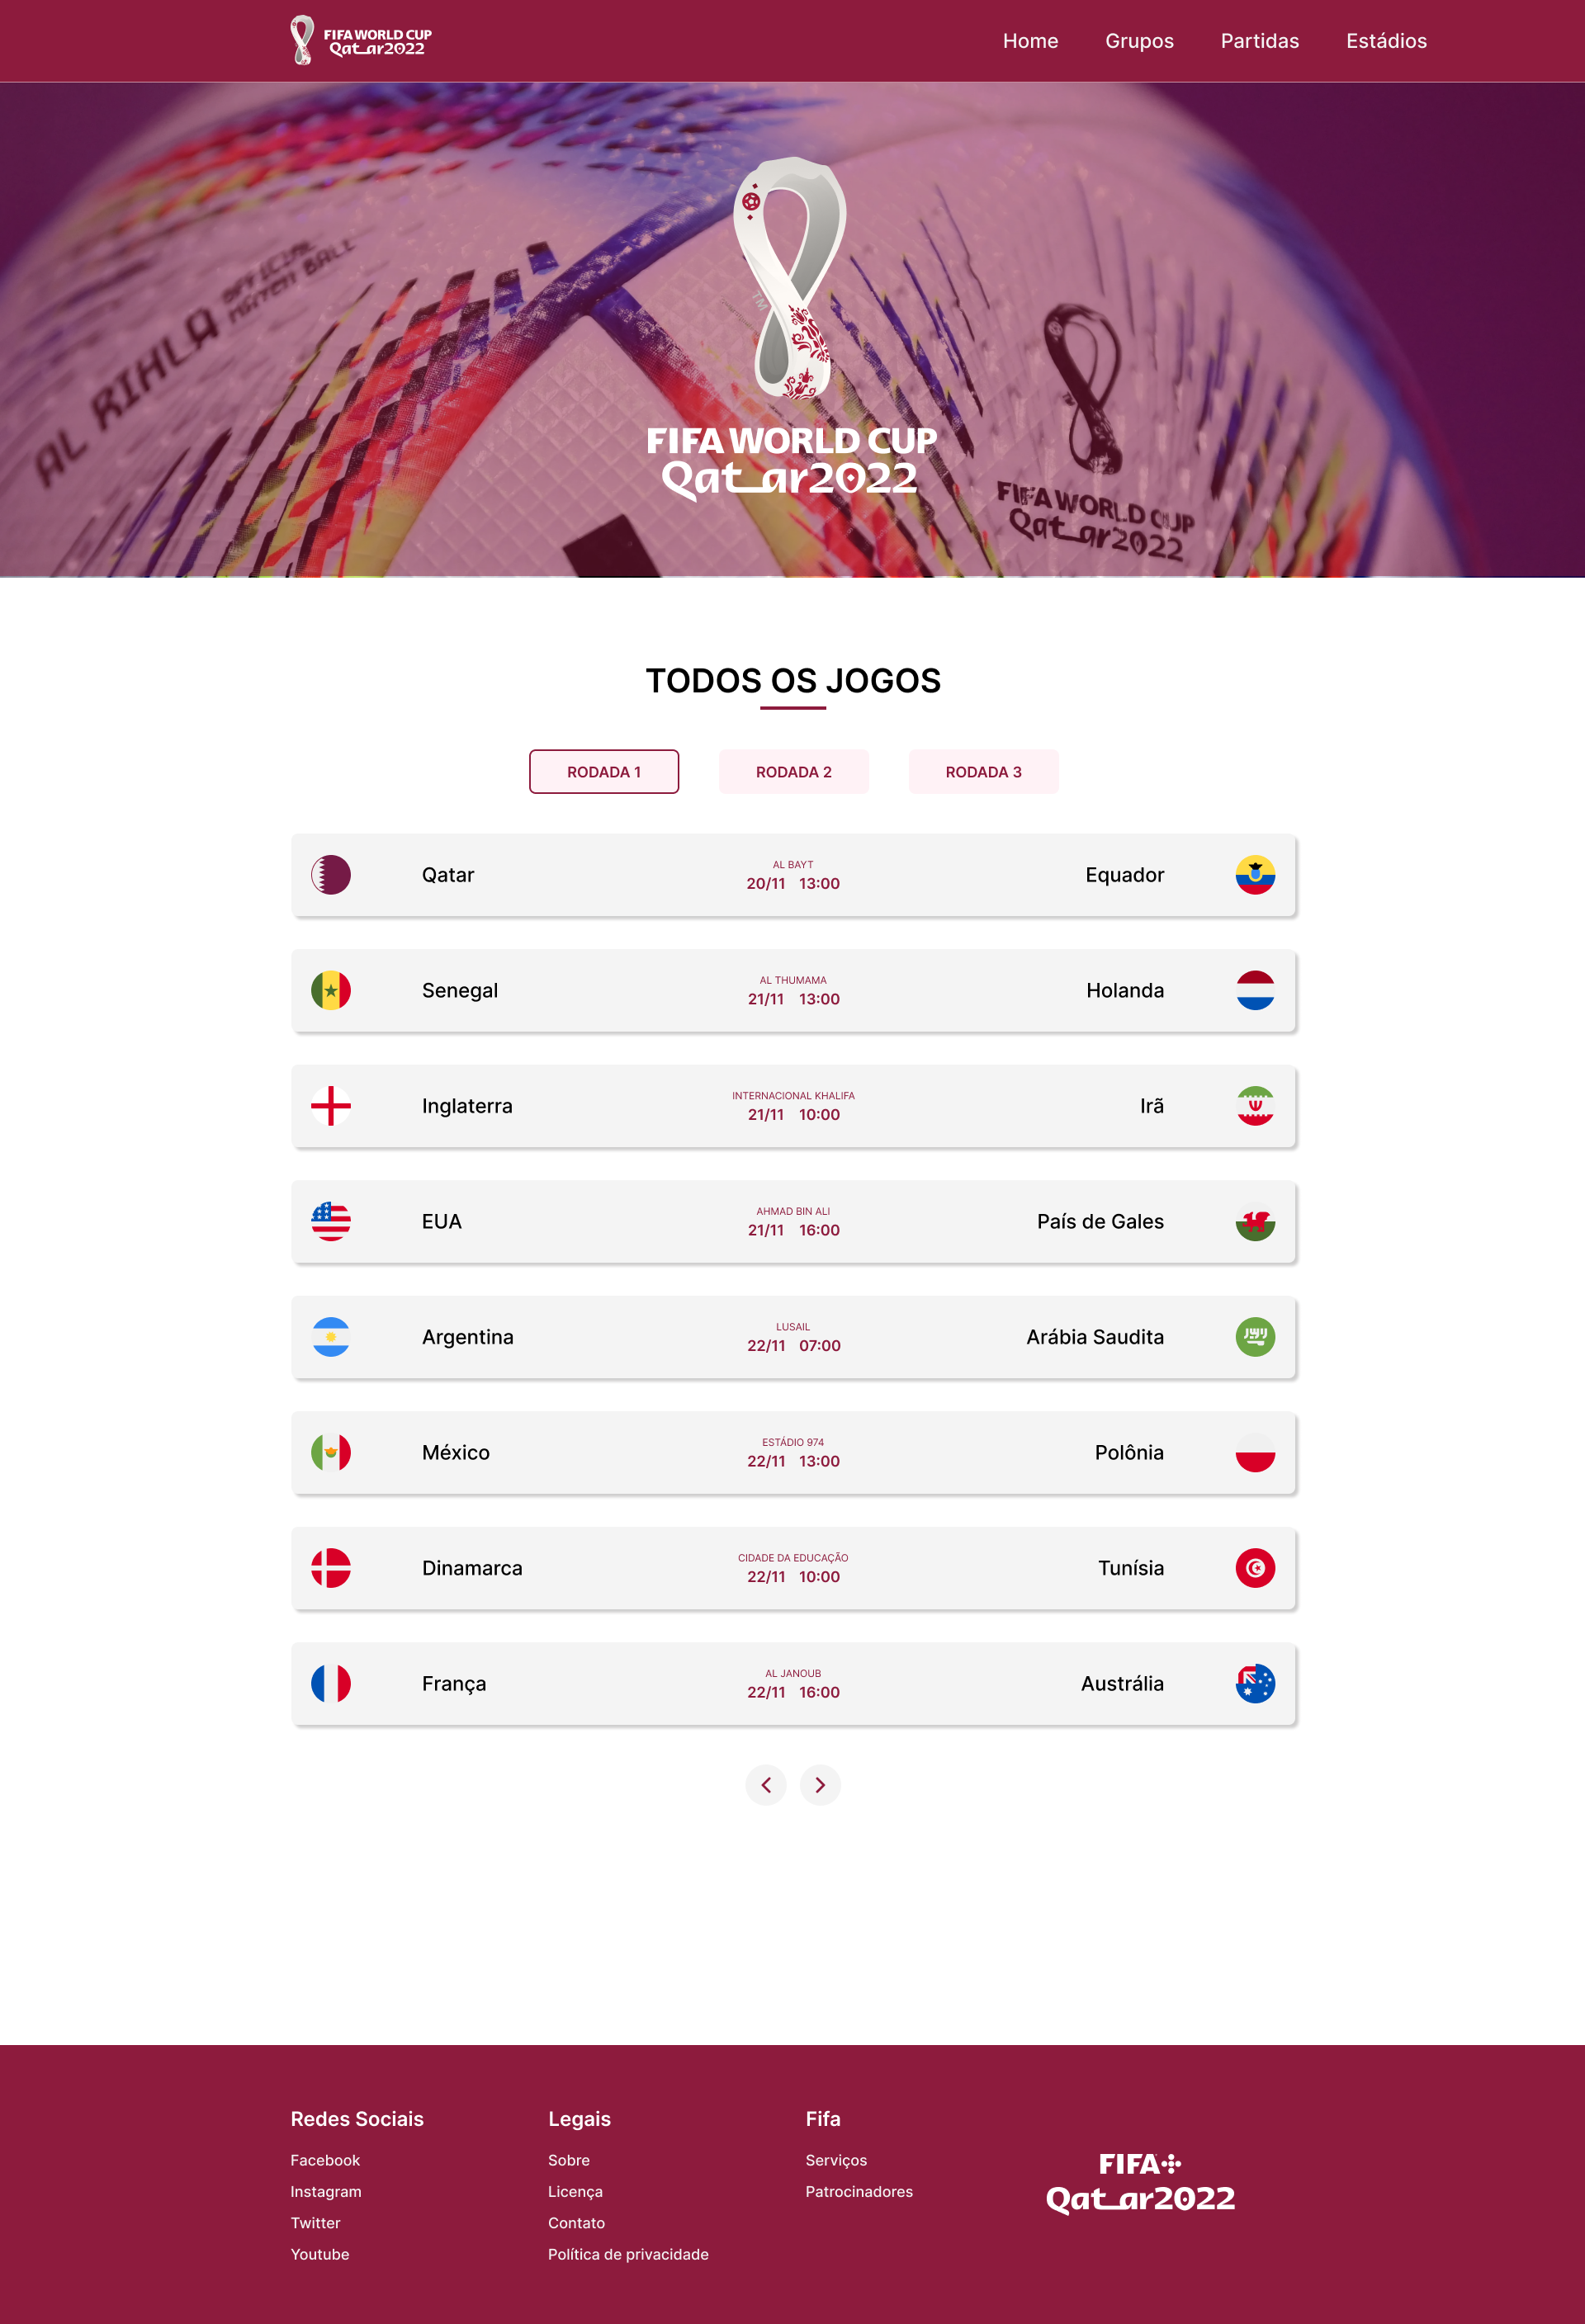 FIFA WORLD CUP
Qatar2022
Home Grupos Partidas Estádios
OFFICIAL
MATCH BALL
AL RIHLA
TM
FIFA WORLD CUP
Qatar2022
FIFA WORLD CUP
Qatar2022
TODOS OS JOGOS
RODADA 1 RODADA 2 RODADA 3
AL BAYT
Qatar 20/11 13:00 Equador
AL THUMAMA
Senegal 21/11 13:00 Holanda
INTERNACIONAL KHALIFA
Inglaterra 21/11 10:00 Irã
AHMAD BIN ALI
EUA 21/11 16:00 País de Gales
LUSAIL
Argentina 22/11 07:00 Arábia Saudita
ESTÁDIO 974
México 22/11 13:00 Polônia
CIDADE DA EDUCAÇÃO
Dinamarca 22/11 10:00 Tunísia
AL JANOUB
França 22/11 16:00 Austrália
Redes Sociais
Facebook
Instagram
Twitter
Youtube
Legais
Sobre
Licença
Contato
Política de privacidade
Fifa
Serviços
Patrocinadores
FIFA+
Qatar2022